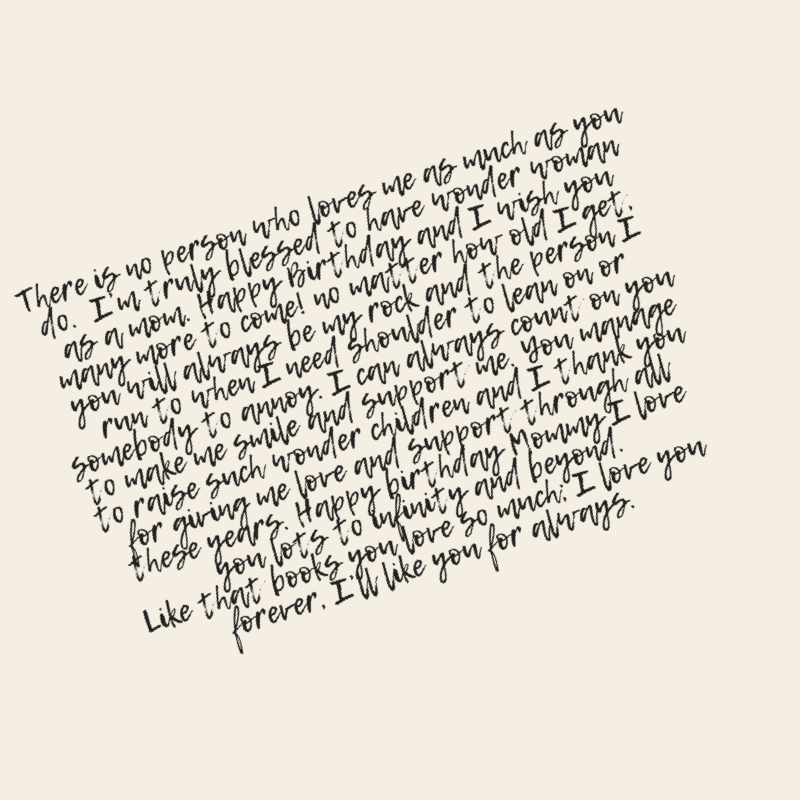 There is no person who loves me as much as you
do. I'm truly blessed to have wonder woman
as a mom. Happy Birthday and I wish you
many more to come! no matter how old I get,
you will always be my rock and the person I
run to when I need shoulder to lean on or
somebody to annoy. I can always count on you
to make me smile and support me, you manage
to raise such wonder children and I thank you
for giving me love and support through all
these years. Happy birthday Mommy I love
you lots to infinity and beyond.
Like that books you love so much: I love you
forever, I'll like you for always.